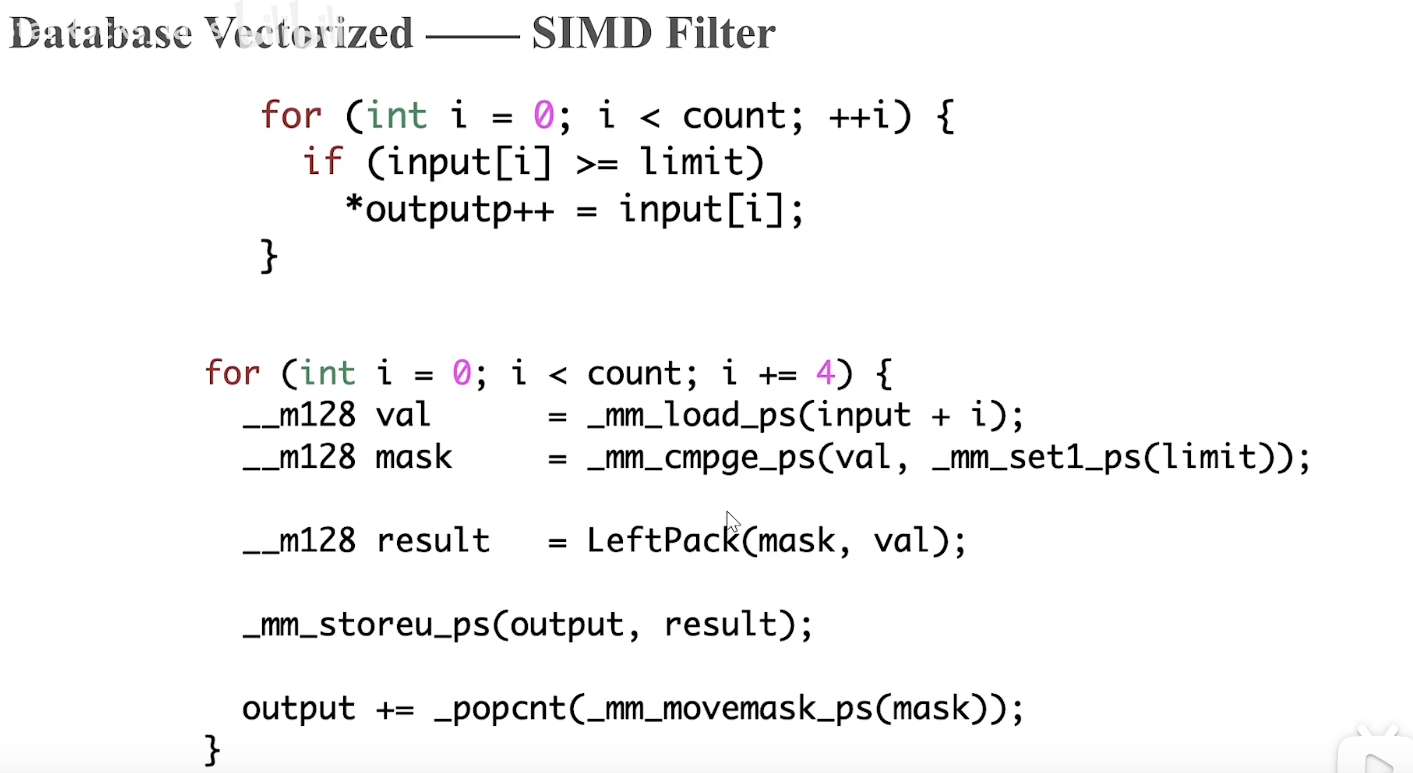 Database Vectorized —— SIMD Filter
for (int i = 0; i < count; ++i) {
if (input[i] >= limit)
*outputp++ = input[i];
}
for (int i = 0; i < count; i += 4) {
__m128 val = _mm_load_ps(input + i);
__m128 mask = _mm_cmpge_ps(val, _mm_set1_ps(limit));
__m128 result = LeftPack(mask, val);
_mm_storeu_ps(output, result);
output += _popcnt(_mm_movemask_ps(mask));
}